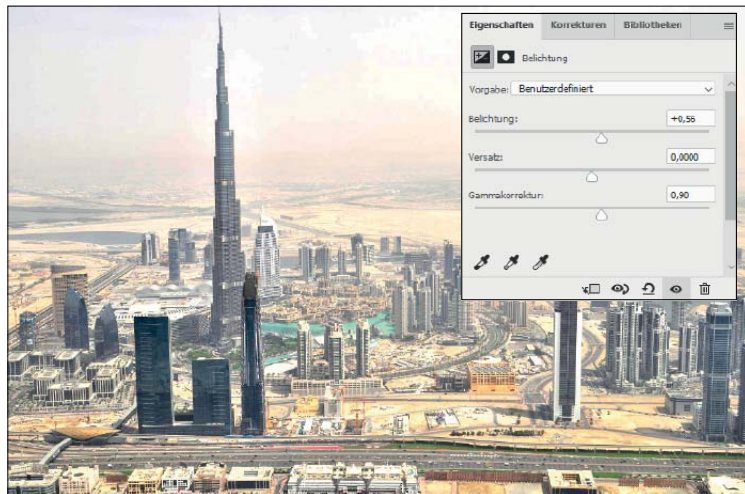 Eigenschaften Korrekturen Bibliotheken
Belichtung
Vorgabe: Benutzerdefiniert
Belichtung: +0,56
Versatz: 0,0000
Gammakorrektur: 0,90